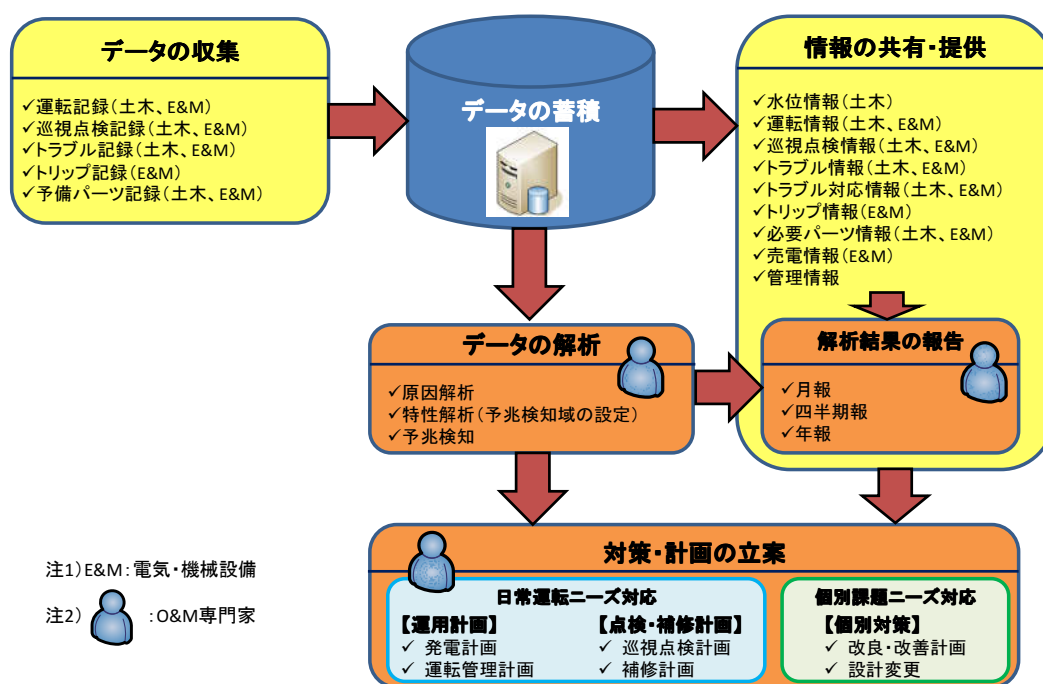 データの収集
✓運転記録(土木、E&M)
✓巡視点検記録(土木、E&M)
✓トラブル記録(土木、E&M)
✓トリップ記録(E&M)
✓予備パーツ記録(土木、E&M)
データの蓄積
情報の共有・提供
✓水位情報(土木)
✓運転情報(土木、E&M)
✓巡視点検情報(土木、E&M)
✓トラブル情報(土木、E&M)
✓トラブル対応情報(土木、E&M)
✓トリップ情報(E&M)
✓必要パーツ情報(土木、E&M)
✓売電情報(E&M)
✓管理情報
データの解析
✓原因解析
✓特性解析(予兆検知域の設定)
✓予兆検知
解析結果の報告
✓月報
✓四半期報
✓年報
対策・計画の立案
日常運転ニーズ対応
【運用計画】
✓ 発電計画
✓ 運転管理計画
【点検・補修計画】
✓ 巡視点検計画
✓ 補修計画
個別課題ニーズ対応
【個別対策】
✓ 改良・改善計画
✓ 設計変更
注1)E&M:電気・機械設備
注2) :O&M専門家